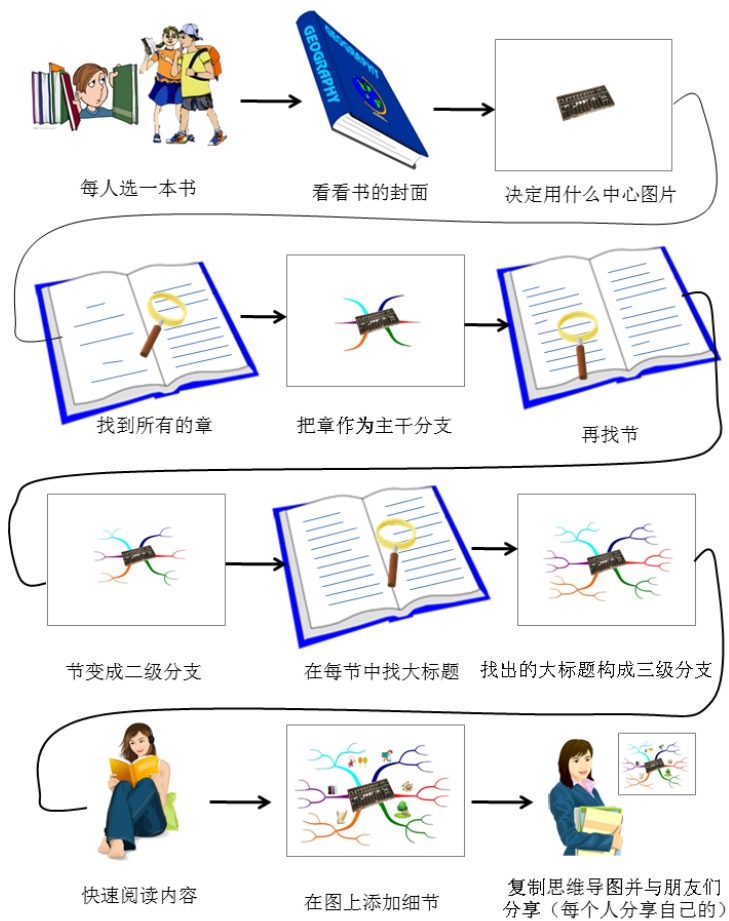 GEOGRAPHY
GEOGRAPHY
每人选一本书
看看书的封面
决定用什么中心图片
找到所有的章
把章作为主干分支
再找节
节变成二级分支
在每节中找大标题
找出的大标题构成三级分支
快速阅读内容
在图上添加细节
复制思维导图并与朋友们
分享（每个人分享自己的）